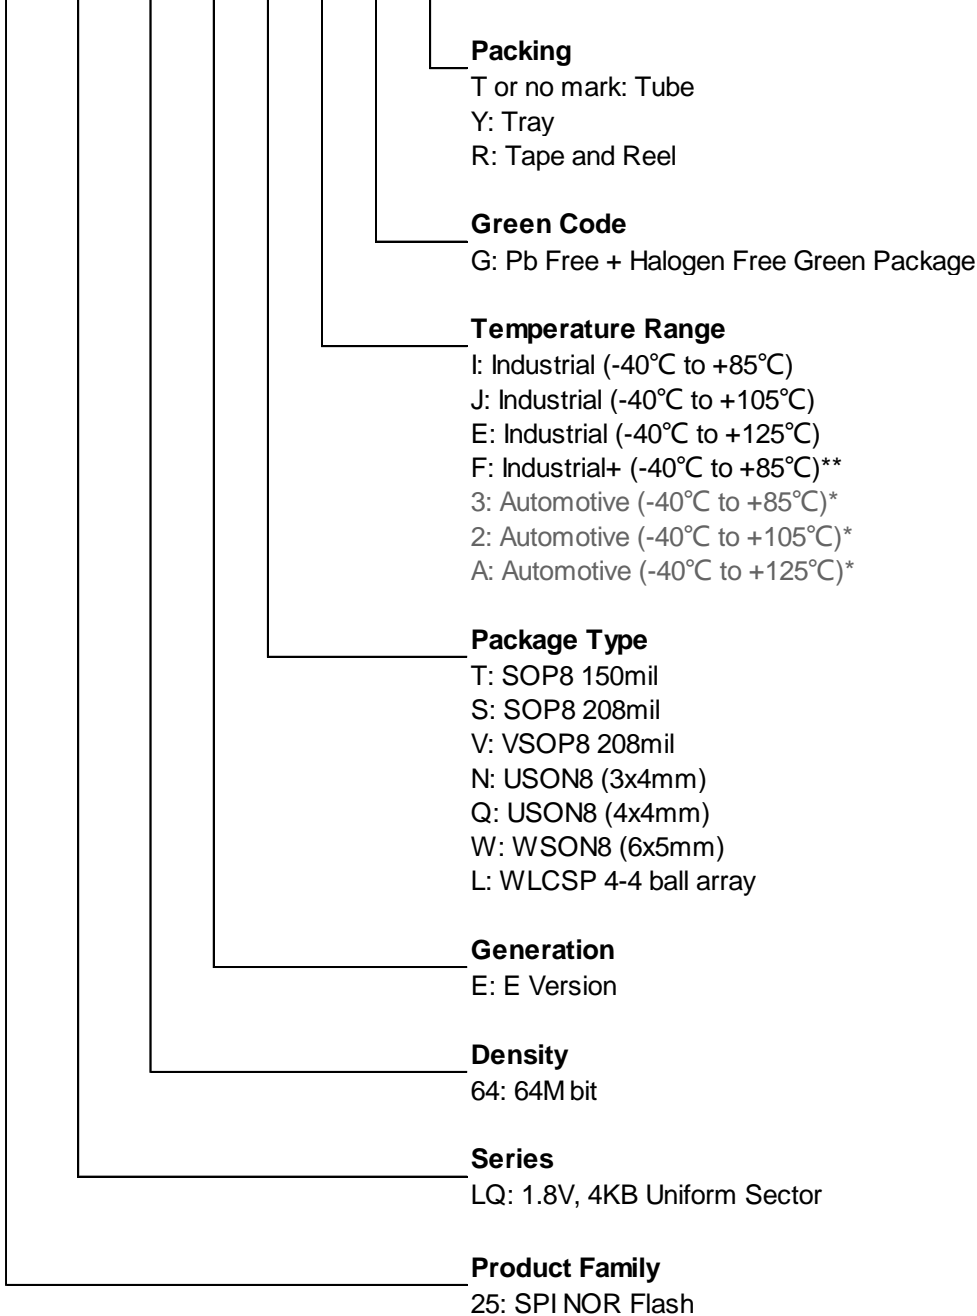 Packing
T or no mark: Tube
Y: Tray
R: Tape and Reel
Green Code
G: Pb Free + Halogen Free Green Package
Temperature Range
I: Industrial (-40℃ to +85℃)
J: Industrial (-40℃ to +105℃)
E: Industrial (-40℃ to +125℃)
F: Industrial+ (-40℃ to +85℃)**
3: Automotive (-40℃ to +85℃)*
2: Automotive (-40℃ to +105℃)*
A: Automotive (-40℃ to +125℃)*
Package Type
T: SOP8 150mil
S: SOP8 208mil
V: VSOP8 208mil
N: USON8 (3x4mm)
Q: USON8 (4x4mm)
W: WSON8 (6x5mm)
L: WLCSP 4-4 ball array
Generation
E: E Version
Density
64: 64M bit
Series
LQ: 1.8V, 4KB Uniform Sector
Product Family
25: SPI NOR Flash